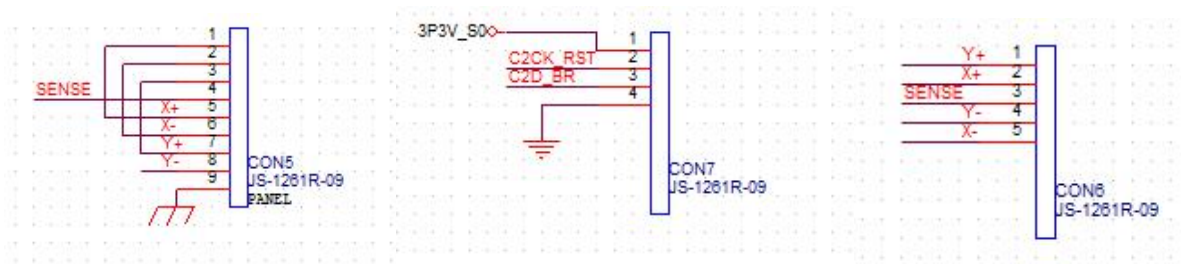 1
2
3
4
SENSE
5
X+
6
X-
7
Y+
8
Y-
9
CON5
JS-1261R-09
PANEL
3P3V_S0
1
C2CK_RST
2
C2D_BR
3
4
CON7
JS-1261R-09
Y+ 1
X+ 2
SENSE 3
Y- 4
X- 5
CON6
JS-1261R-09